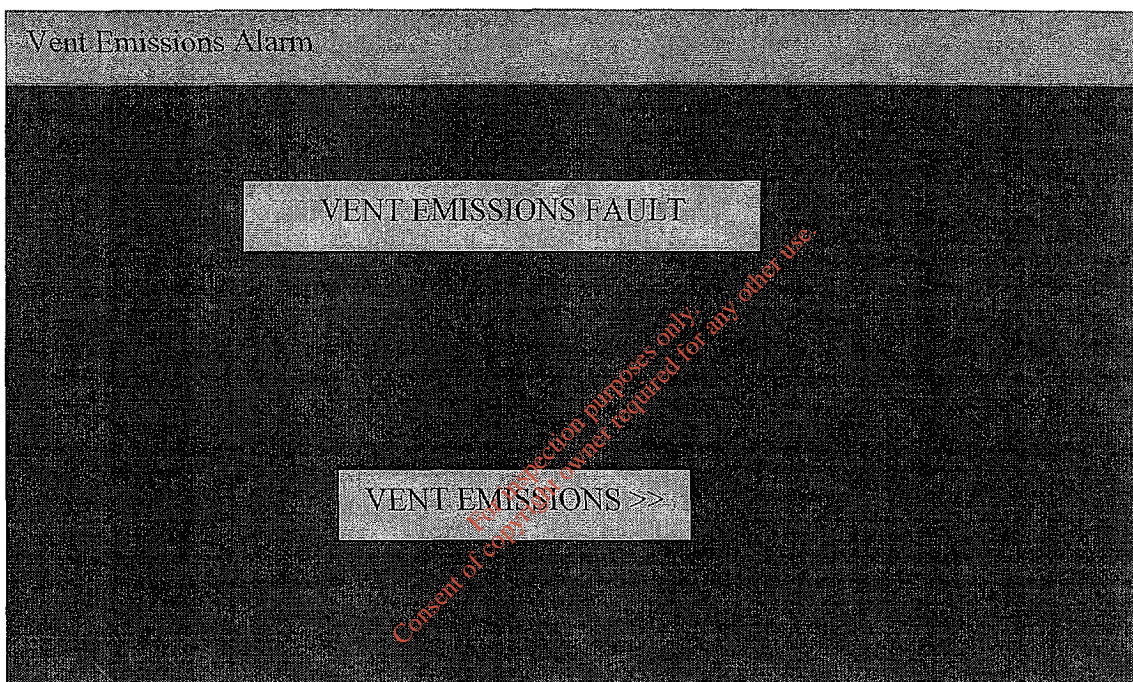 Vent Emissions Alarm
VENT EMISSIONS FAULT
VENT EMISSIONS >>
For inspection purposes only.
Consent of copyright owner required for any other use.